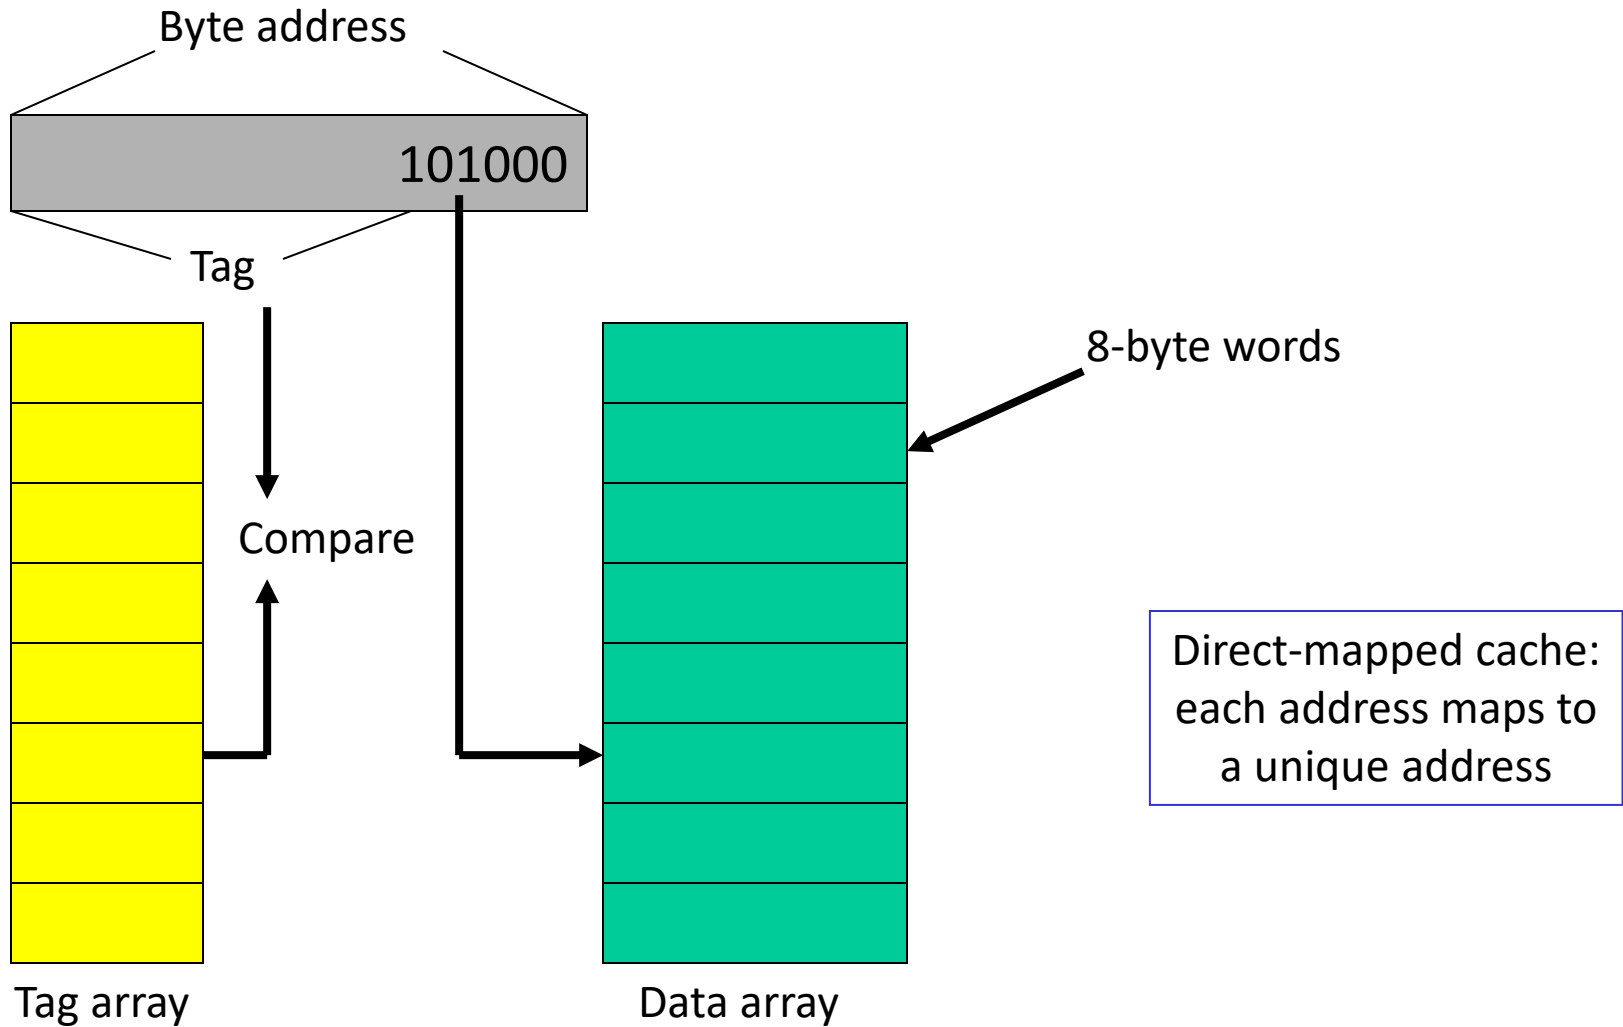 Byte address
101000
Tag
8-byte words
Compare
Direct-mapped cache:
each address maps to
a unique address
Tag array
Data array